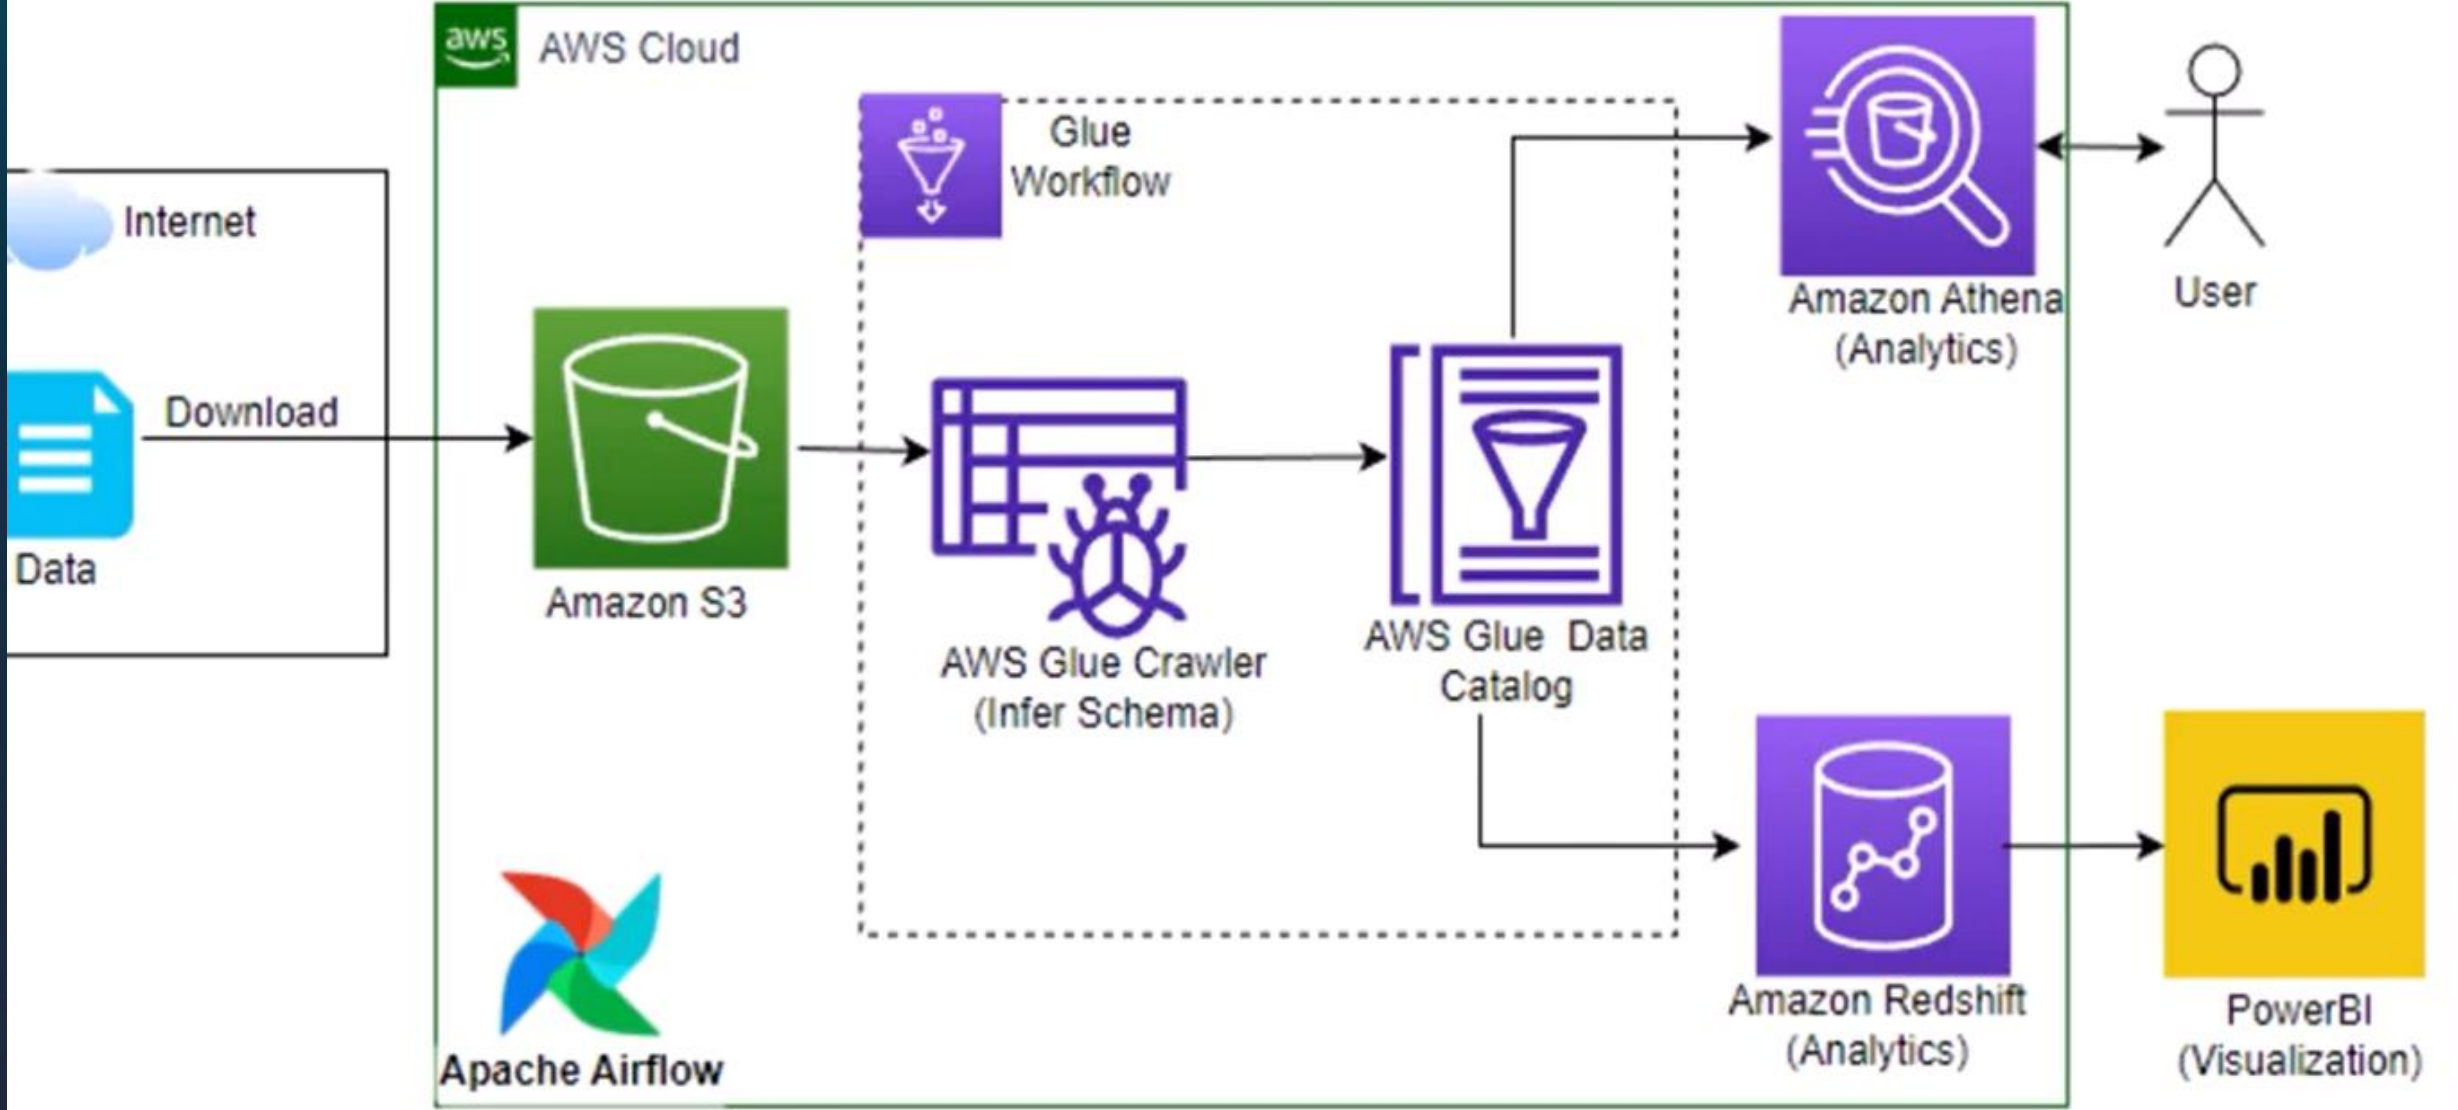 aws
AWS Cloud
Glue
Workflow
Internet
Download
Data
Amazon S3
AWS Glue Crawler
(Infer Schema)
AWS Glue Data
Catalog
Amazon Athena
(Analytics)
User
Apache Airflow
Amazon Redshift
(Analytics)
PowerBI
(Visualization)